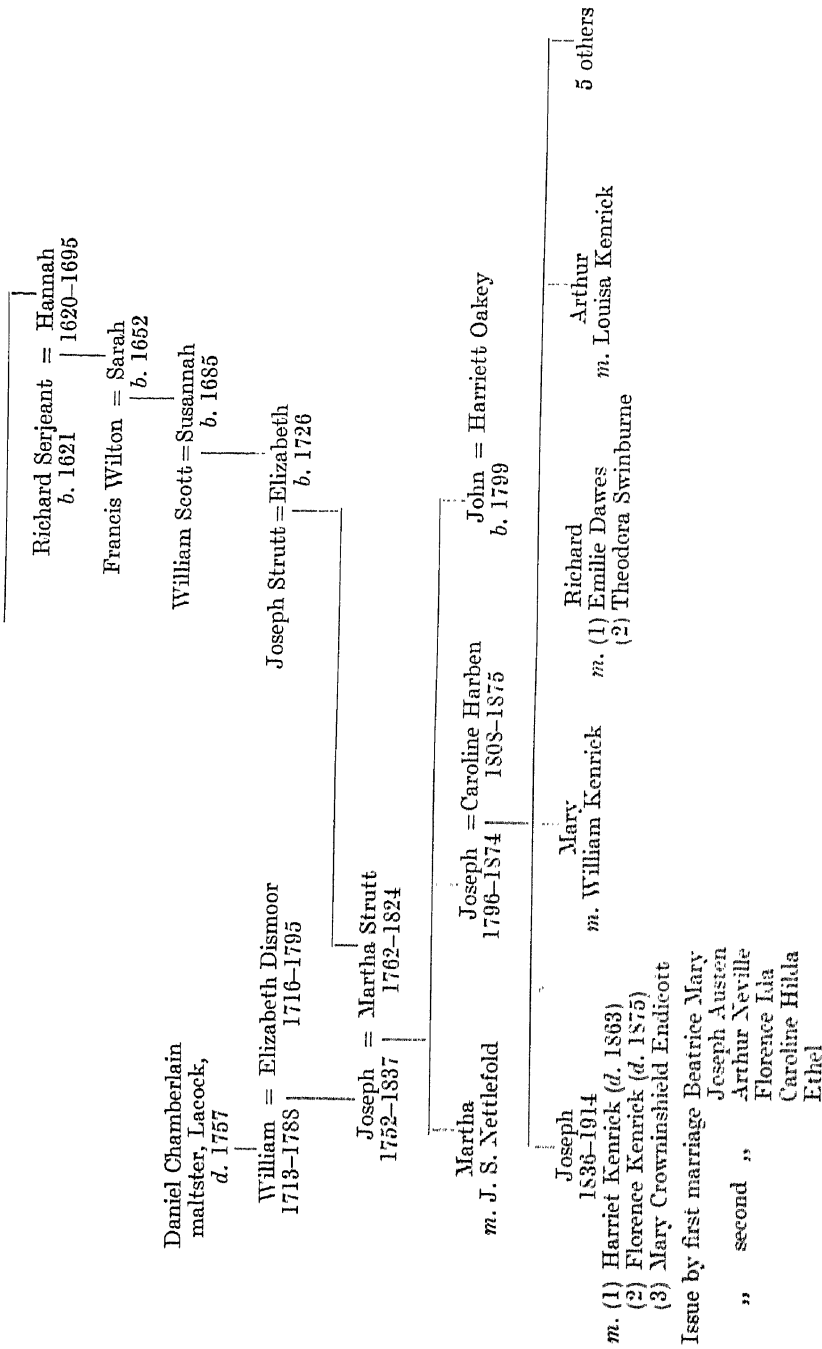 Richard Serjeant = Hannah
b. 1621 1620–1695
Francis Wilton = Sarah
b. 1652
William Scott = Susannah
b. 1685
Joseph Strutt = Elizabeth
b. 1726
Daniel Chamberlain
maltster, Lacock,
d. 1757
William = Elizabeth Dismoor
1713–1788 1716–1795
Joseph = Martha Strutt
1752–1837 1762–1824
Martha
m. J. S. Nettlefold
Joseph = Caroline Harben
1796–1874 1808–1875
John = Harriett Oakey
b. 1799
Joseph
1836–1914
m. (1) Harriet Kenrick (d. 1863)
(2) Florence Kenrick (d. 1875)
(3) Mary Crowninshield Endicott
Issue by first marriage Beatrice Mary
Joseph Austen
„ second „ Arthur Neville
Florence Ida
Caroline Hilda
Ethel
Mary
m. William Kenrick
Richard
m. (1) Emilie Dawes
(2) Theodora Swinburne
Arthur
m. Louisa Kenrick
5 others